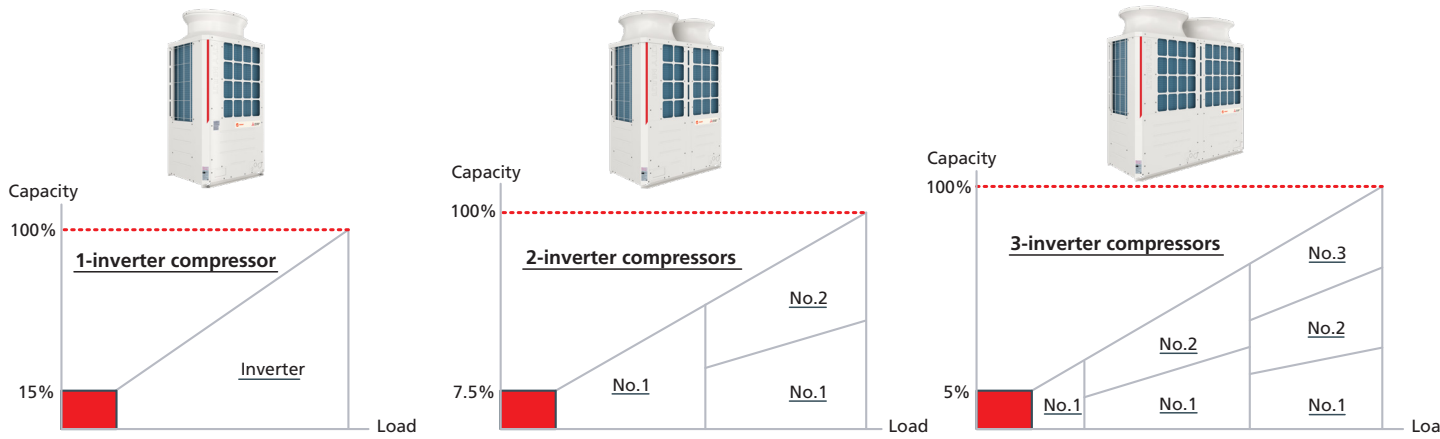 Capacity
100%
1-inverter compressor
15%
Inverter
Load
Capacity
100%
2-inverter compressors
No.2
7.5%
No.1
No.1
Load
Capacity
100%
3-inverter compressors
No.3
No.2
No.2
5%
No.1
No.1
No.1
Loa